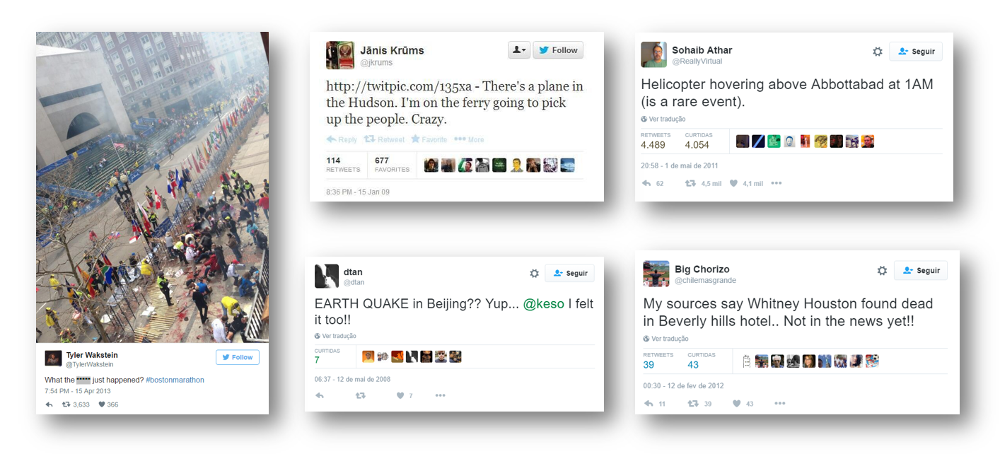 Tyler Wakstein
@TylerWakstein
Follow
What the
just happened? #bostonmarathon
7:54 PM - 15 Apr 2013
3,633 366
Jānis Krūms
@jkrums
Follow
http://twitpic.com/135xa - There's a plane in
the Hudson. I'm on the ferry going to pick
up the people. Crazy.
Reply Retweet Favorite More
114 677
RETWEETS FAVORITES
8:36 PM - 15 Jan 09
Sohaib Athar
@ReallyVirtual
Seguir
Helicopter hovering above Abbottabad at 1AM
(is a rare event).
Ver tradução
RETWEETS CURTIDAS
4.489 4.054
20:58 - 1 de mai de 2011
62 4,5 mil 4,1 mil
dtan
@dtan
Seguir
EARTH QUAKE in Beijing?? Yup... @keso I felt
it too!!
Ver tradução
CURTIDAS
7
06:37 - 12 de mai de 2008
7
Big Chorizo
@chilemasgrande
Seguir
My sources say Whitney Houston found dead
in Beverly hills hotel.. Not in the news yet!!
Ver tradução
RETWEETS CURTIDAS
39 43
00:30 - 12 de fev de 2012
11 39 43